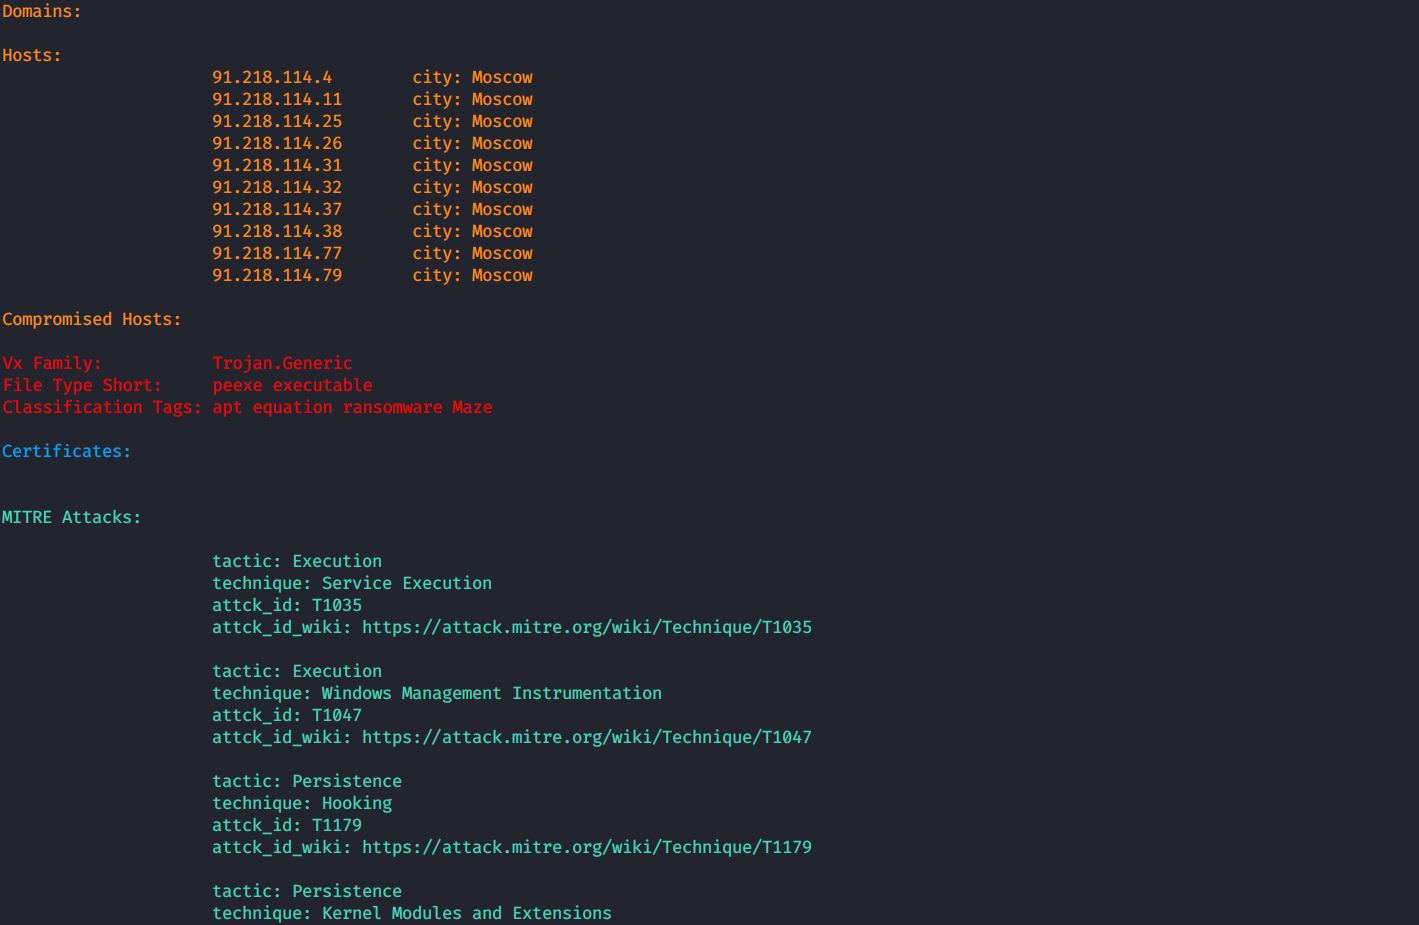 Domains:
Hosts:
91.218.114.4 city: Moscow
91.218.114.11 city: Moscow
91.218.114.25 city: Moscow
91.218.114.26 city: Moscow
91.218.114.31 city: Moscow
91.218.114.32 city: Moscow
91.218.114.37 city: Moscow
91.218.114.38 city: Moscow
91.218.114.77 city: Moscow
91.218.114.79 city: Moscow
Compromised Hosts:
Vx Family: Trojan.Generic
File Type Short: peexe executable
Classification Tags: apt equation ransomware Maze
Certificates:
MITRE Attacks:
tactic: Execution
technique: Service Execution
attck_id: T1035
attck_id_wiki: https://attack.mitre.org/wiki/Technique/T1035
tactic: Execution
technique: Windows Management Instrumentation
attck_id: T1047
attck_id_wiki: https://attack.mitre.org/wiki/Technique/T1047
tactic: Persistence
technique: Hooking
attck_id: T1179
attck_id_wiki: https://attack.mitre.org/wiki/Technique/T1179
tactic: Persistence
technique: Kernel Modules and Extensions